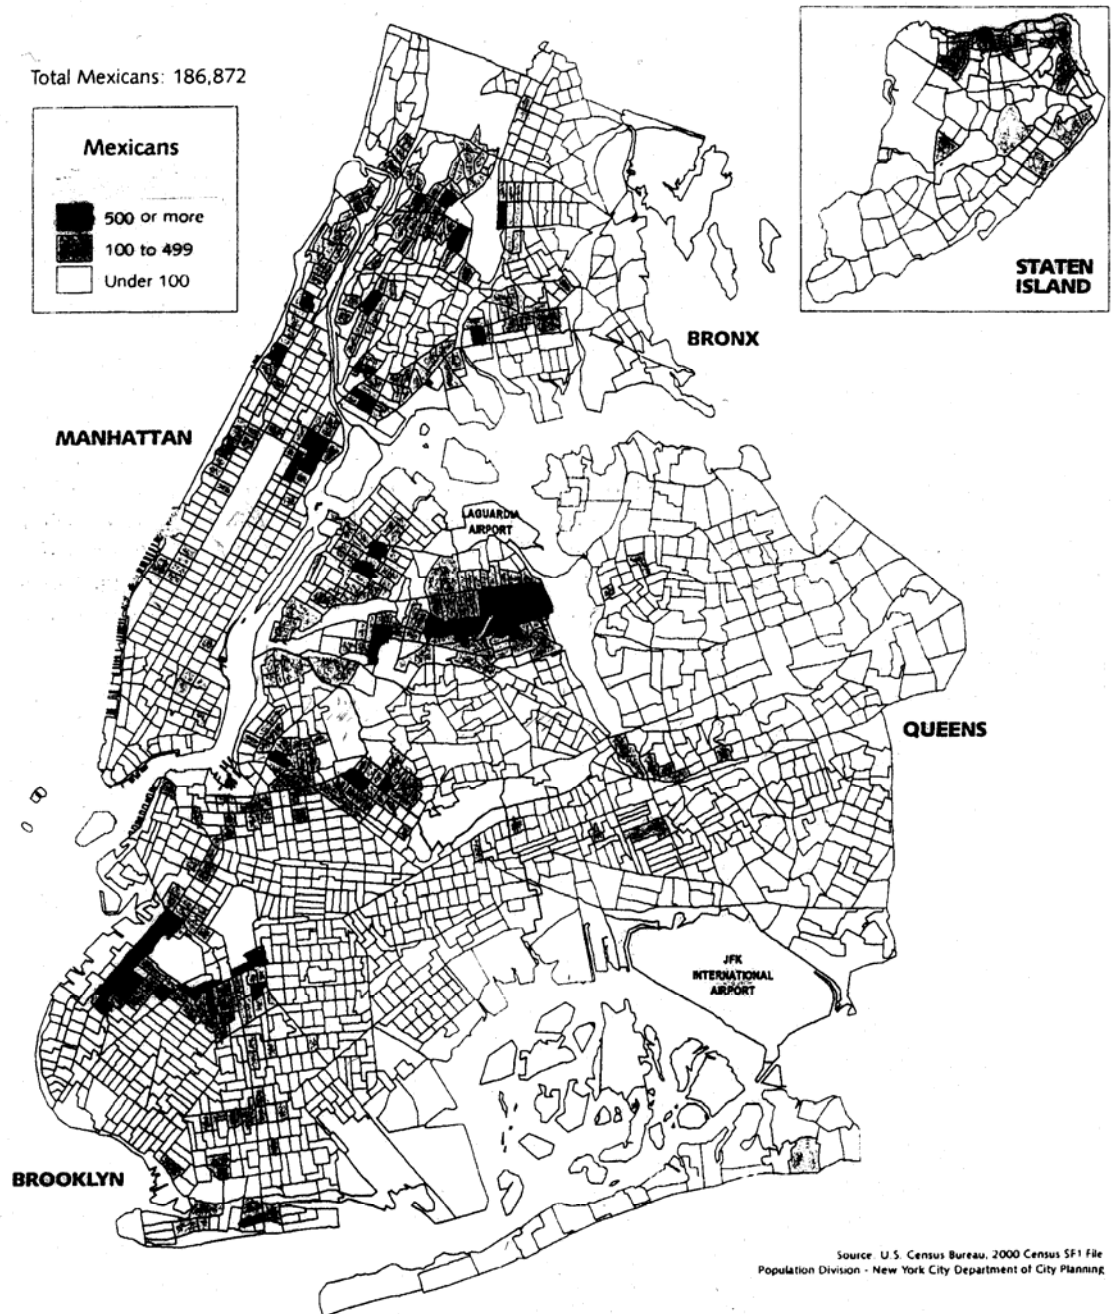 Total Mexicans: 186,872
Mexicans
500 or more
100 to 499
Under 100
STATEN
ISLAND
BRONX
MANHATTAN
LAGUARDIA
AIRPORT
QUEENS
JFK
INTERNATIONAL
AIRPORT
BROOKLYN
Source: U.S. Census Bureau, 2000 Census SF1 File
Population Division - New York City Department of City Planning